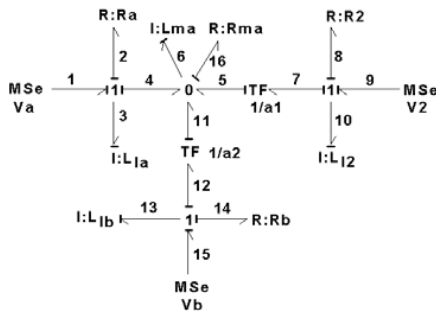 R:Ra I:Lma R:Rma R:R2
2 6 16 8
MSe 1 1 4 0 5 TF 7 1 9 MSe
Va 1/a1 V2
3 11 10
I:Lla TF 1/a2 I:Ll2
12
I:Llb 13 1 14 R:Rb
15
MSe
Vb